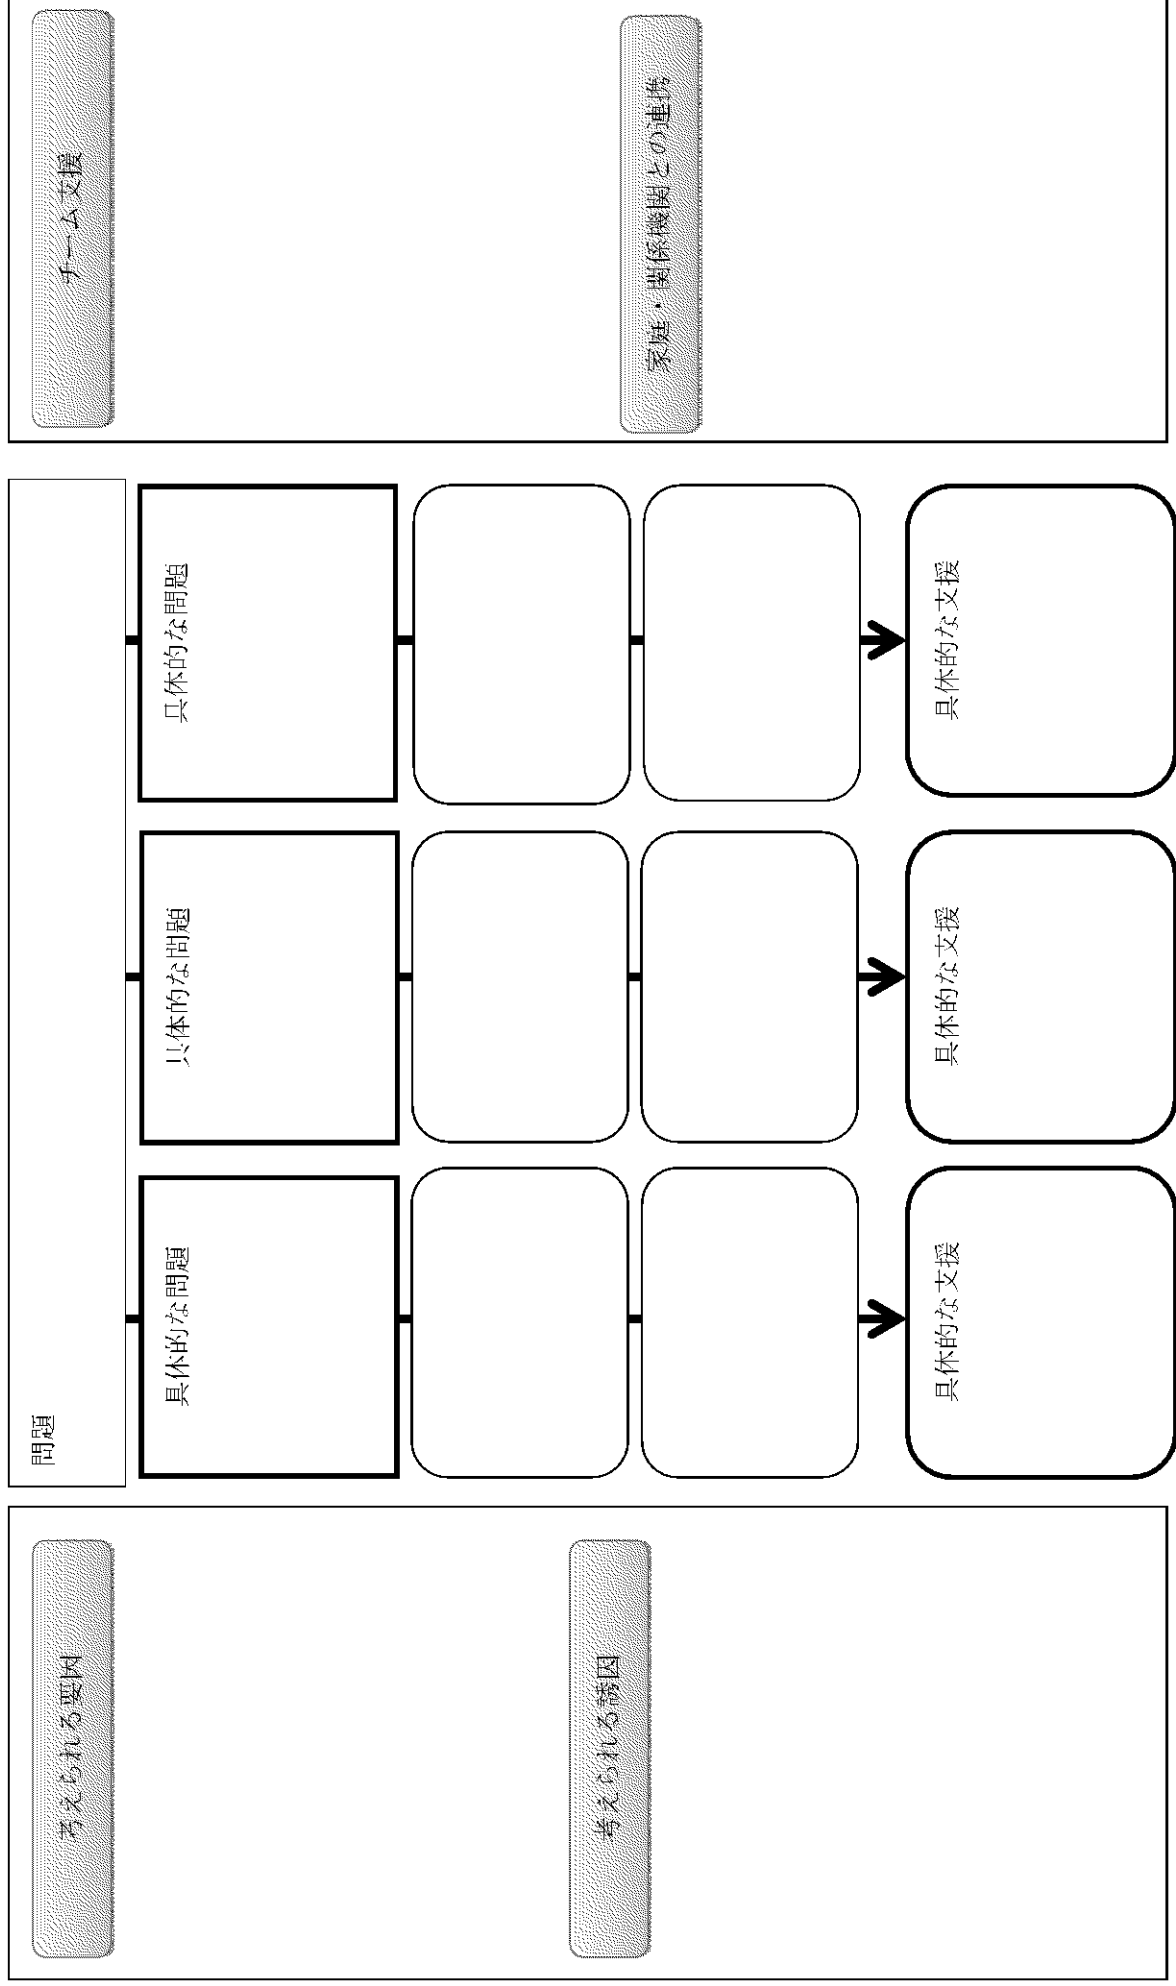 考えられる要因
考えられる誘因
問題
具体的な問題
具体的な問題
具体的な問題
具体的な支援
具体的な支援
具体的な支援
チーム支援
家庭・関係機関との連携